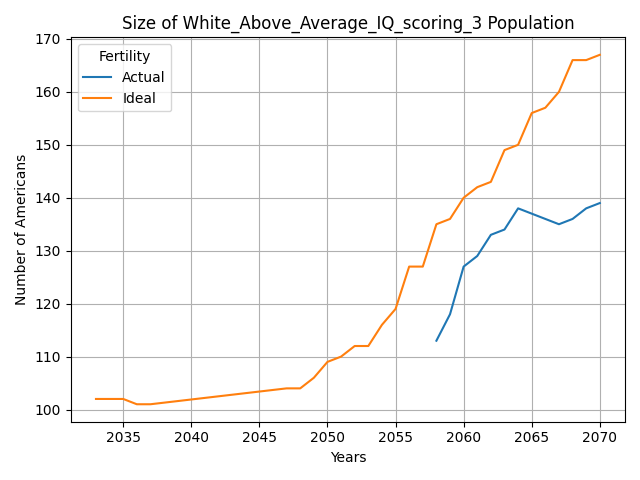 Size of White_Above_Average_IQ_scoring_3 Population
Fertility
Actual
Ideal
170
160
150
140
130
120
110
100
Number of Americans
2035 2040 2045 2050 2055 2060 2065 2070
Years